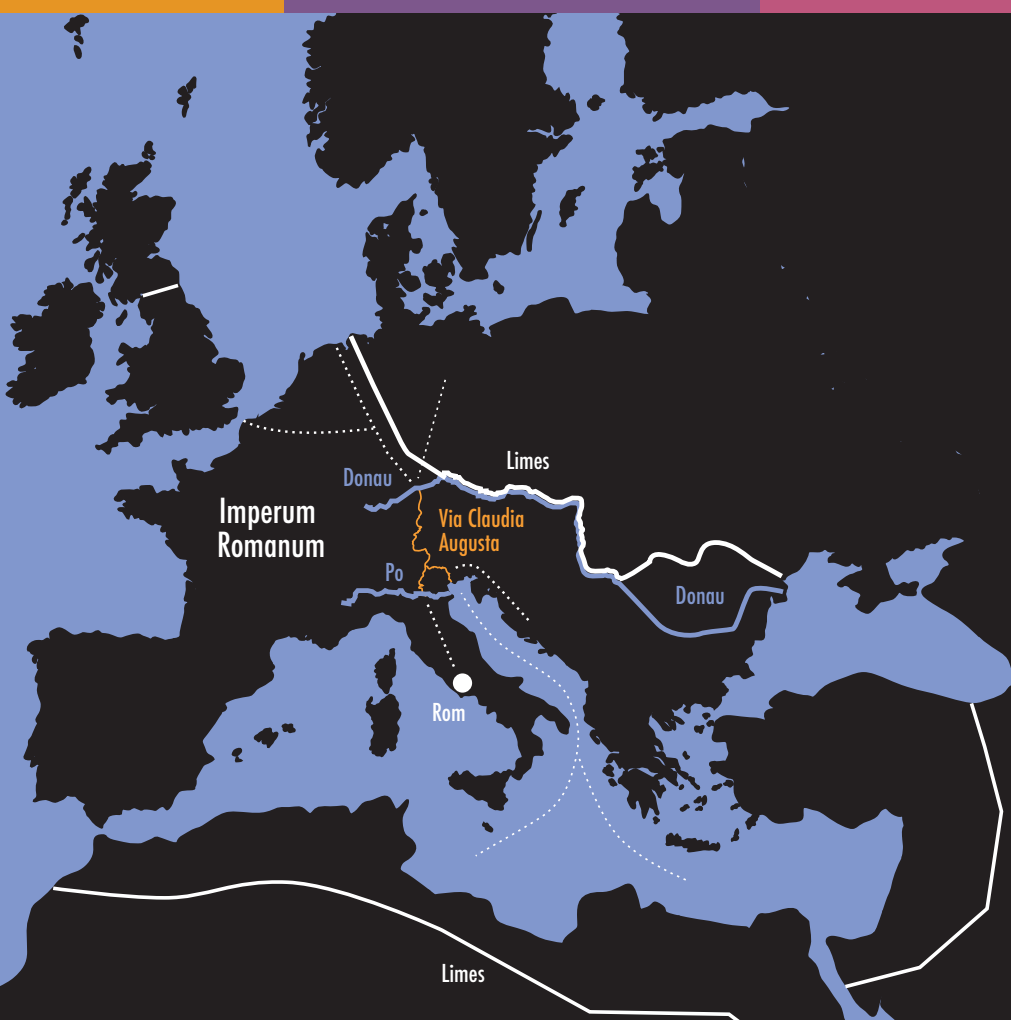 Limes
Donau
Imperum
Romanum
Via Claudia
Augusta
Po
Donau
Rom
Limes